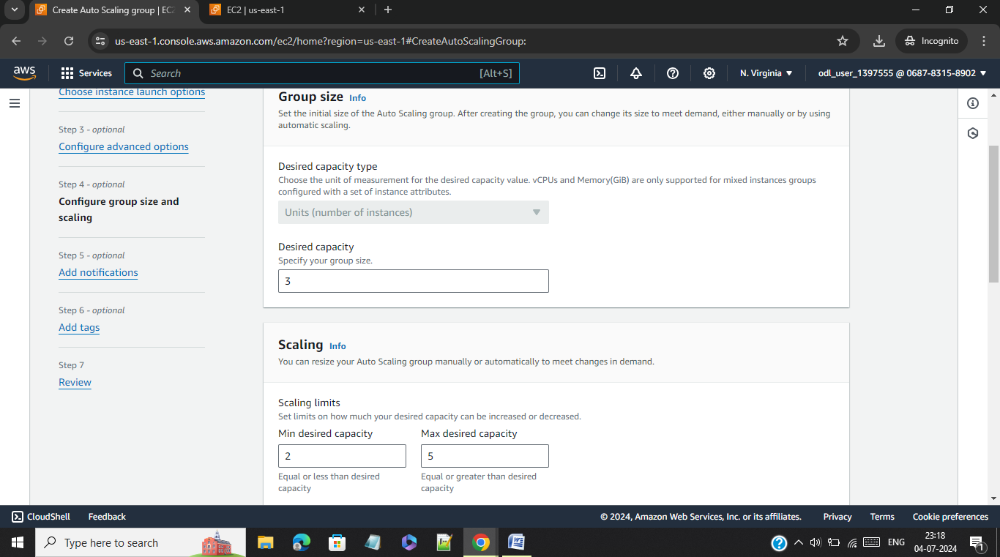 Create Auto Scaling group | EC2
EC2 | us-east-1
us-east-1.console.aws.amazon.com/ec2/home?region=us-east-1#CreateAutoScalingGroup:
Incognito
aws
Services
Search
[Alt+S]
N. Virginia
odl_user_1397555 @ 0687-8315-8902
Choose instance launch options
Step 3 - optional
Configure advanced options
Step 4 - optional
Configure group size and
scaling
Step 5 - optional
Add notifications
Step 6 - optional
Add tags
Step 7
Review
Group size Info
Set the initial size of the Auto Scaling group. After creating the group, you can change its size to meet demand, either manually or by using
automatic scaling.
Desired capacity type
Choose the unit of measurement for the desired capacity value. vCPUs and Memory(GiB) are only supported for mixed instances groups
configured with a set of instance attributes.
Units (number of instances)
Desired capacity
Specify your group size.
3
Scaling Info
You can resize your Auto Scaling group manually or automatically to meet changes in demand.
Scaling limits
Set limits on how much your desired capacity can be increased or decreased.
Min desired capacity
Max desired capacity
2
5
Equal or less than desired
capacity
Equal or greater than desired
capacity
CloudShell
Feedback
© 2024, Amazon Web Services, Inc. or its affiliates.
Privacy
Terms
Cookie preferences
Type here to search
ENG
23:18
04-07-2024
1